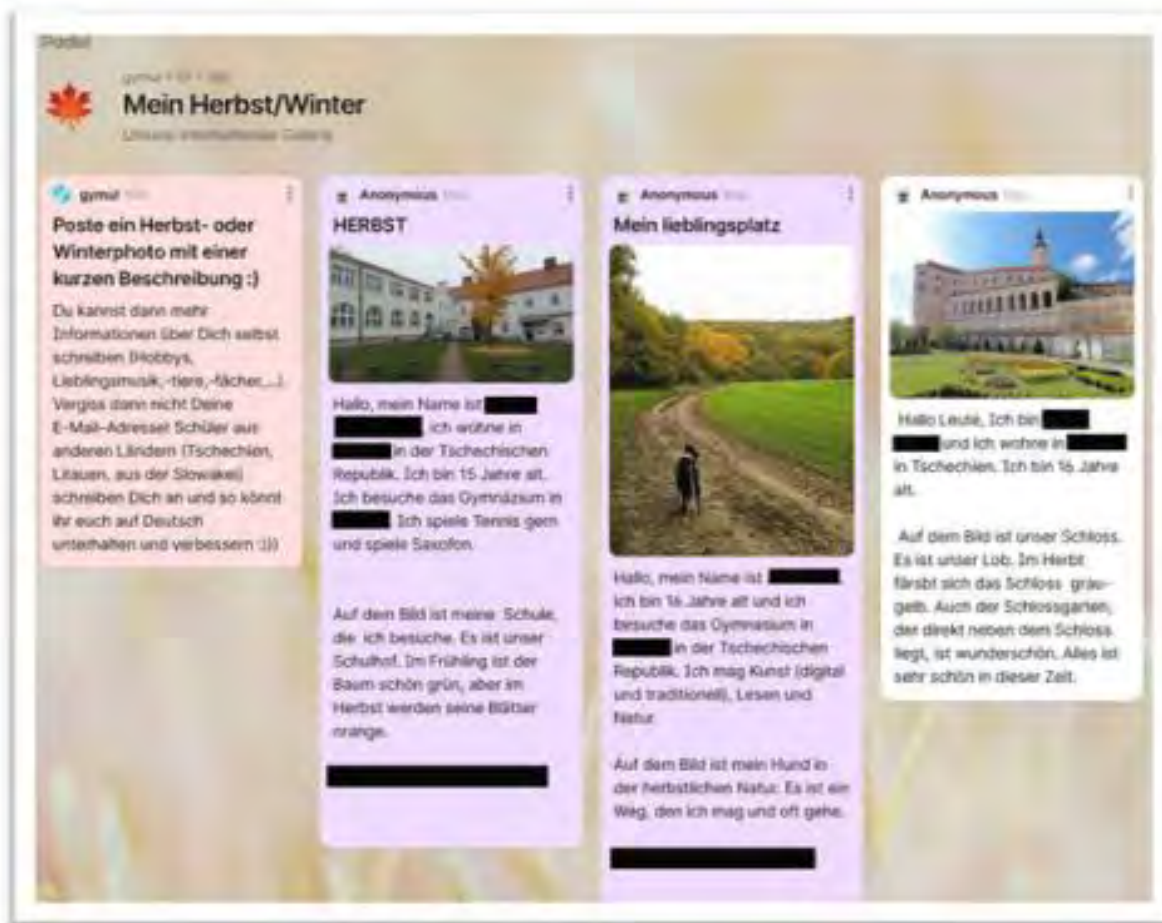 Padlet
Mein Herbst/Winter
gymut
Poste ein Herbst- oder
Winterphoto mit einer
kurzen Beschreibung :)
Du kannst dann mehr
Informationen über Dich selbst
schreiben (Hobbys,
Lieblingsmusik, -tiere,-fächer,...).
Vergiss dann nicht Deine
E-Mail-Adresse! Schüler aus
anderen Ländern (Tschechien,
Litauen, aus der Slowakei)
schreiben Dich an und so könnt
ihr euch auf Deutsch
unterhalten und verbessern :)))
Anonymous
HERBST
Hallo, mein Name ist
, ich wohne in
in der Tschechischen
Republik. Ich bin 15 Jahre alt.
Ich besuche das Gymnázium in
. Ich spiele Tennis gern
und spiele Saxofon.
Auf dem Bild ist meine Schule,
die ich besuche. Es ist unser
Schulhof. Im Frühling ist der
Baum schön grün, aber im
Herbst werden seine Blätter
nrange.
Anonymous
Mein lieblingsplatz
Hallo, mein Name ist
Ich bin 16 Jahre alt und ich
besuche das Gymnasium in
in der Tschechischen
Republik. Ich mag Kunst (digital
und traditionell), Lesen und
Natur.
Auf dem Bild ist mein Hund in
der herbstlichen Natur. Es ist ein
Weg, den ich mag und oft gehe.
Anonymous
Hallo Leute, Ich bin
und ich wohne in
in Tschechien. Ich bin 16 Jahre
alt.
Auf dem Bild ist unser Schloss.
Es ist unser Lob. Im Herbt
färsbt sich das Schloss grau-
gelb. Auch der Schlossgarten,
der direkt neben dem Schloss
liegt, ist wunderschön. Alles ist
sehr schön in dieser Zeit.